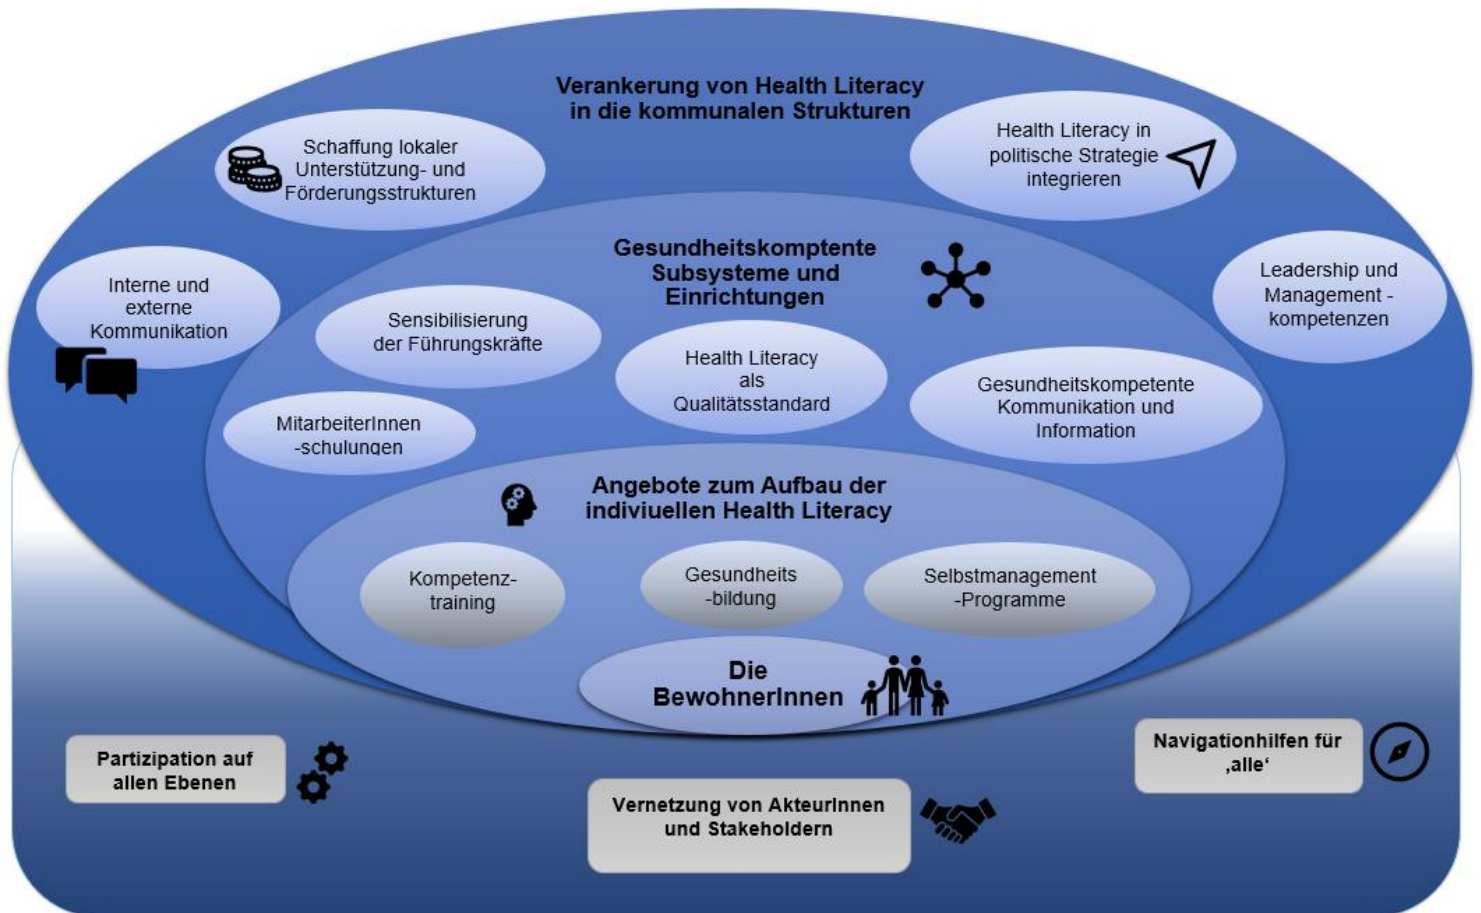 Verankerung von Health Literacy
in die kommunalen Strukturen
Schaffung lokaler
Unterstützung- und
Förderungsstrukturen
Health Literacy in
politische Strategie
integrieren
Interne und
externe
Kommunikation
Leadership und
Management -
kompetenzen
Gesundheitskomptente
Subsysteme und
Einrichtungen
Sensibilisierung
der Führungskräfte
Health Literacy
als
Qualitätsstandard
MitarbeiterInnen
-schulungen
Gesundheitskompetente
Kommunikation und
Information
Angebote zum Aufbau der
indiviuellen Health Literacy
Kompetenz-
training
Gesundheits
-bildung
Selbstmanagement
-Programme
Die
BewohnerInnen
Partizipation auf
allen Ebenen
Vernetzung von AkteurInnen
und Stakeholdern
Navigationhilfen für
‚alle‘